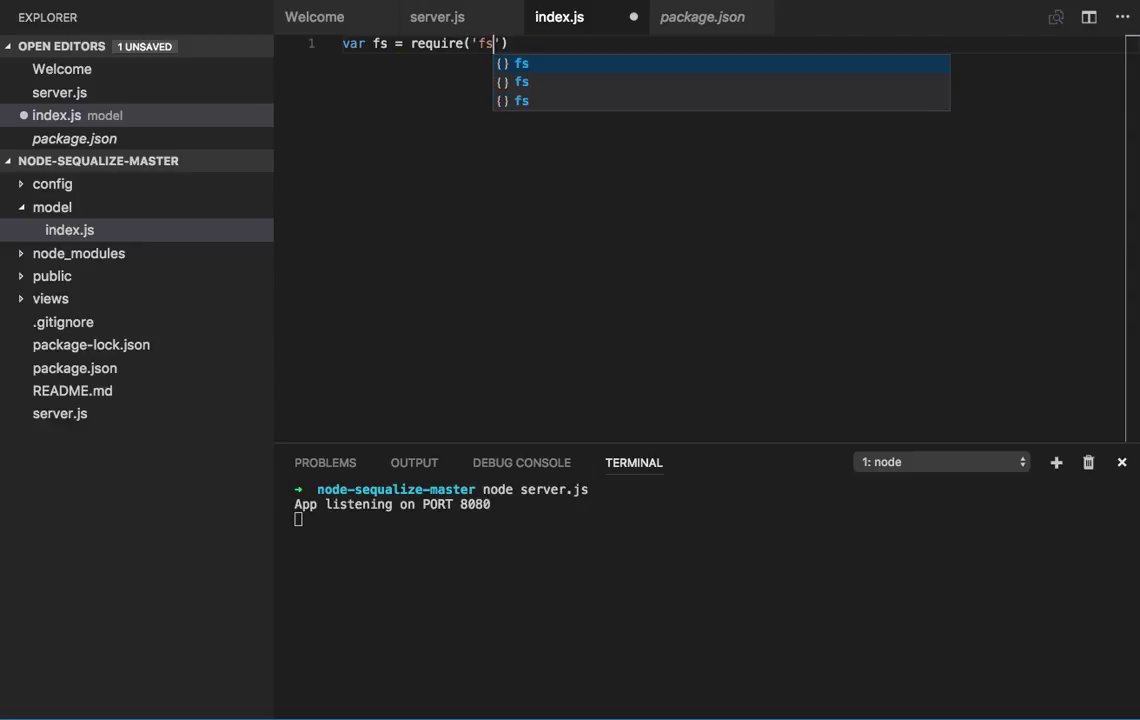 EXPLORER
OPEN EDITORS 1 UNSAVED
Welcome
server.js
index.js model
package.json
NODE-SEQUALIZE-MASTER
config
model
index.js
node_modules
public
views
.gitignore
package-lock.json
package.json
README.md
server.js
Welcome server.js index.js package.json
1 var fs = require('fs')
{} fs
{} fs
{} fs
PROBLEMS OUTPUT DEBUG CONSOLE TERMINAL 1: node
→ node-sequalize-master node server.js
App listening on PORT 8080